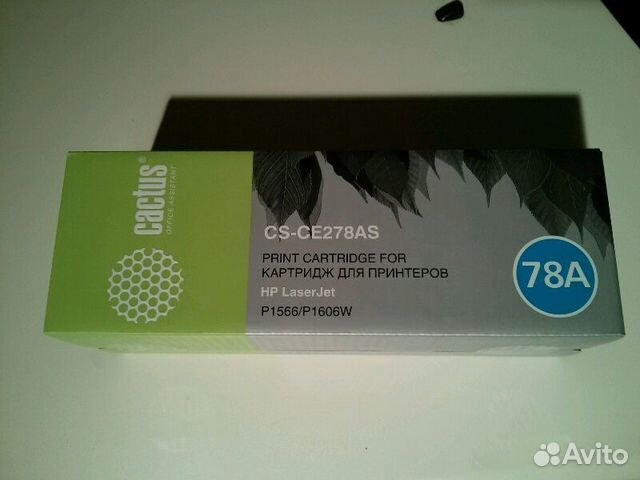 cactus®
OFFICE ASSISTANT
CS-CE278AS
PRINT CARTRIDGE FOR
КАРТРИДЖ ДЛЯ ПРИНТЕРОВ
HP LaserJet
P1566/P1606W
78A
Avito